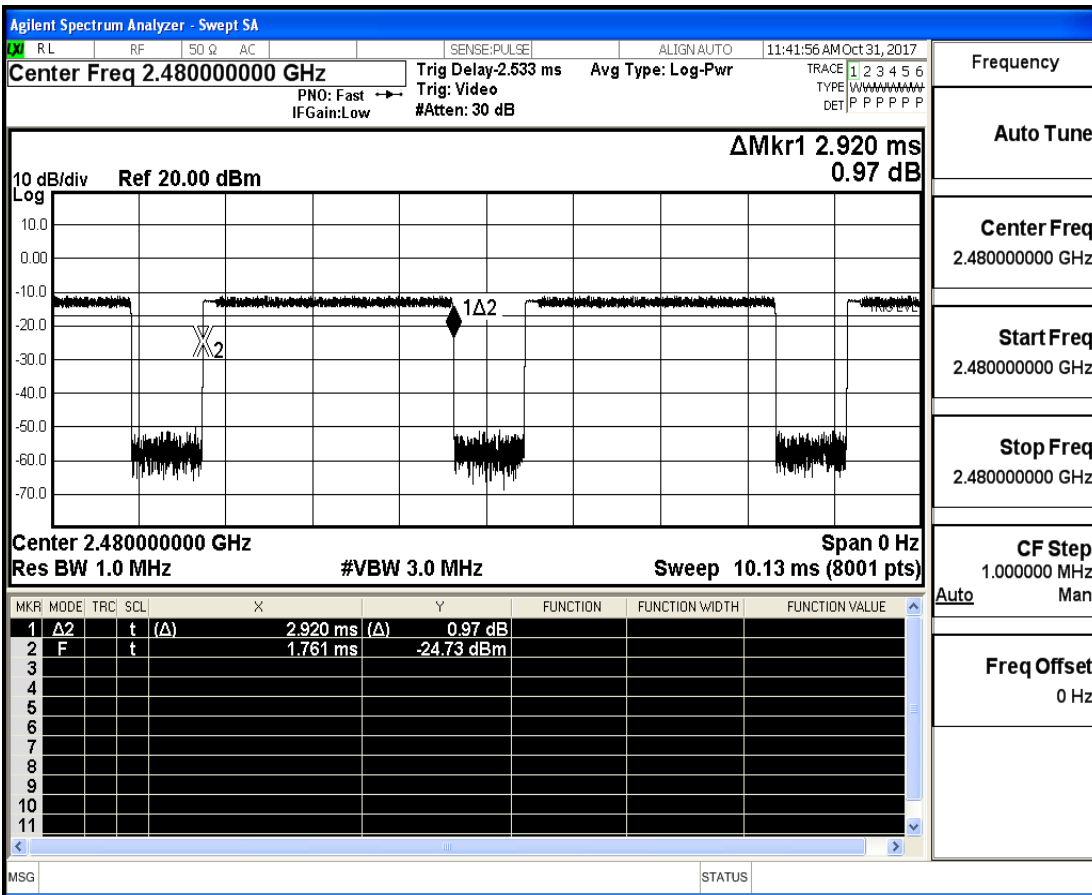 Agilent Spectrum Analyzer - Swept SA
LXI RL RF 50 Ω AC SENSE:PULSE ALIGN AUTO 11:41:56 AM Oct 31, 2017
Center Freq 2.480000000 GHz
PNO: Fast
IFGain:Low
Trig Delay-2.533 ms
Trig: Video
#Atten: 30 dB
Avg Type: Log-Pwr
TRACE 1 2 3 4 5 6
TYPE WWWWWW
DET P P P P P P
ΔMkr1 2.920 ms
0.97 dB
10 dB/div Ref 20.00 dBm
Log
10.0
0.00
-10.0
-20.0
-30.0
-40.0
-50.0
-60.0
-70.0
1Δ2
TRIG LVL
2
Center 2.480000000 GHz Span 0 Hz
Res BW 1.0 MHz #VBW 3.0 MHz Sweep 10.13 ms (8001 pts)
MKR MODE TRC SCL X Y FUNCTION FUNCTION WIDTH FUNCTION VALUE
1 Δ2 t (Δ) 2.920 ms (Δ) 0.97 dB
2 F t 1.761 ms -24.73 dBm
3
4
5
6
7
8
9
10
11
MSG STATUS
Frequency
Auto Tune
Center Freq
2.480000000 GHz
Start Freq
2.480000000 GHz
Stop Freq
2.480000000 GHz
CF Step
1.000000 MHz
Auto Man
Freq Offset
0 Hz